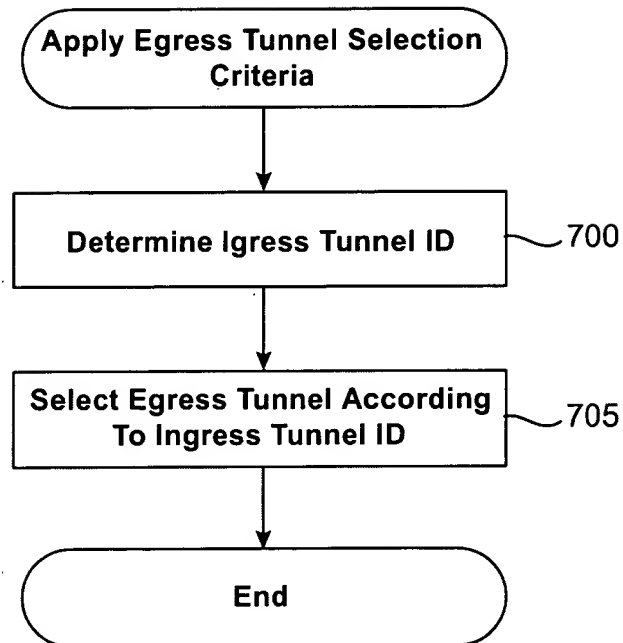 Apply Egress Tunnel Selection
Criteria
Determine Igress Tunnel ID
700
Select Egress Tunnel According
To Ingress Tunnel ID
705
End